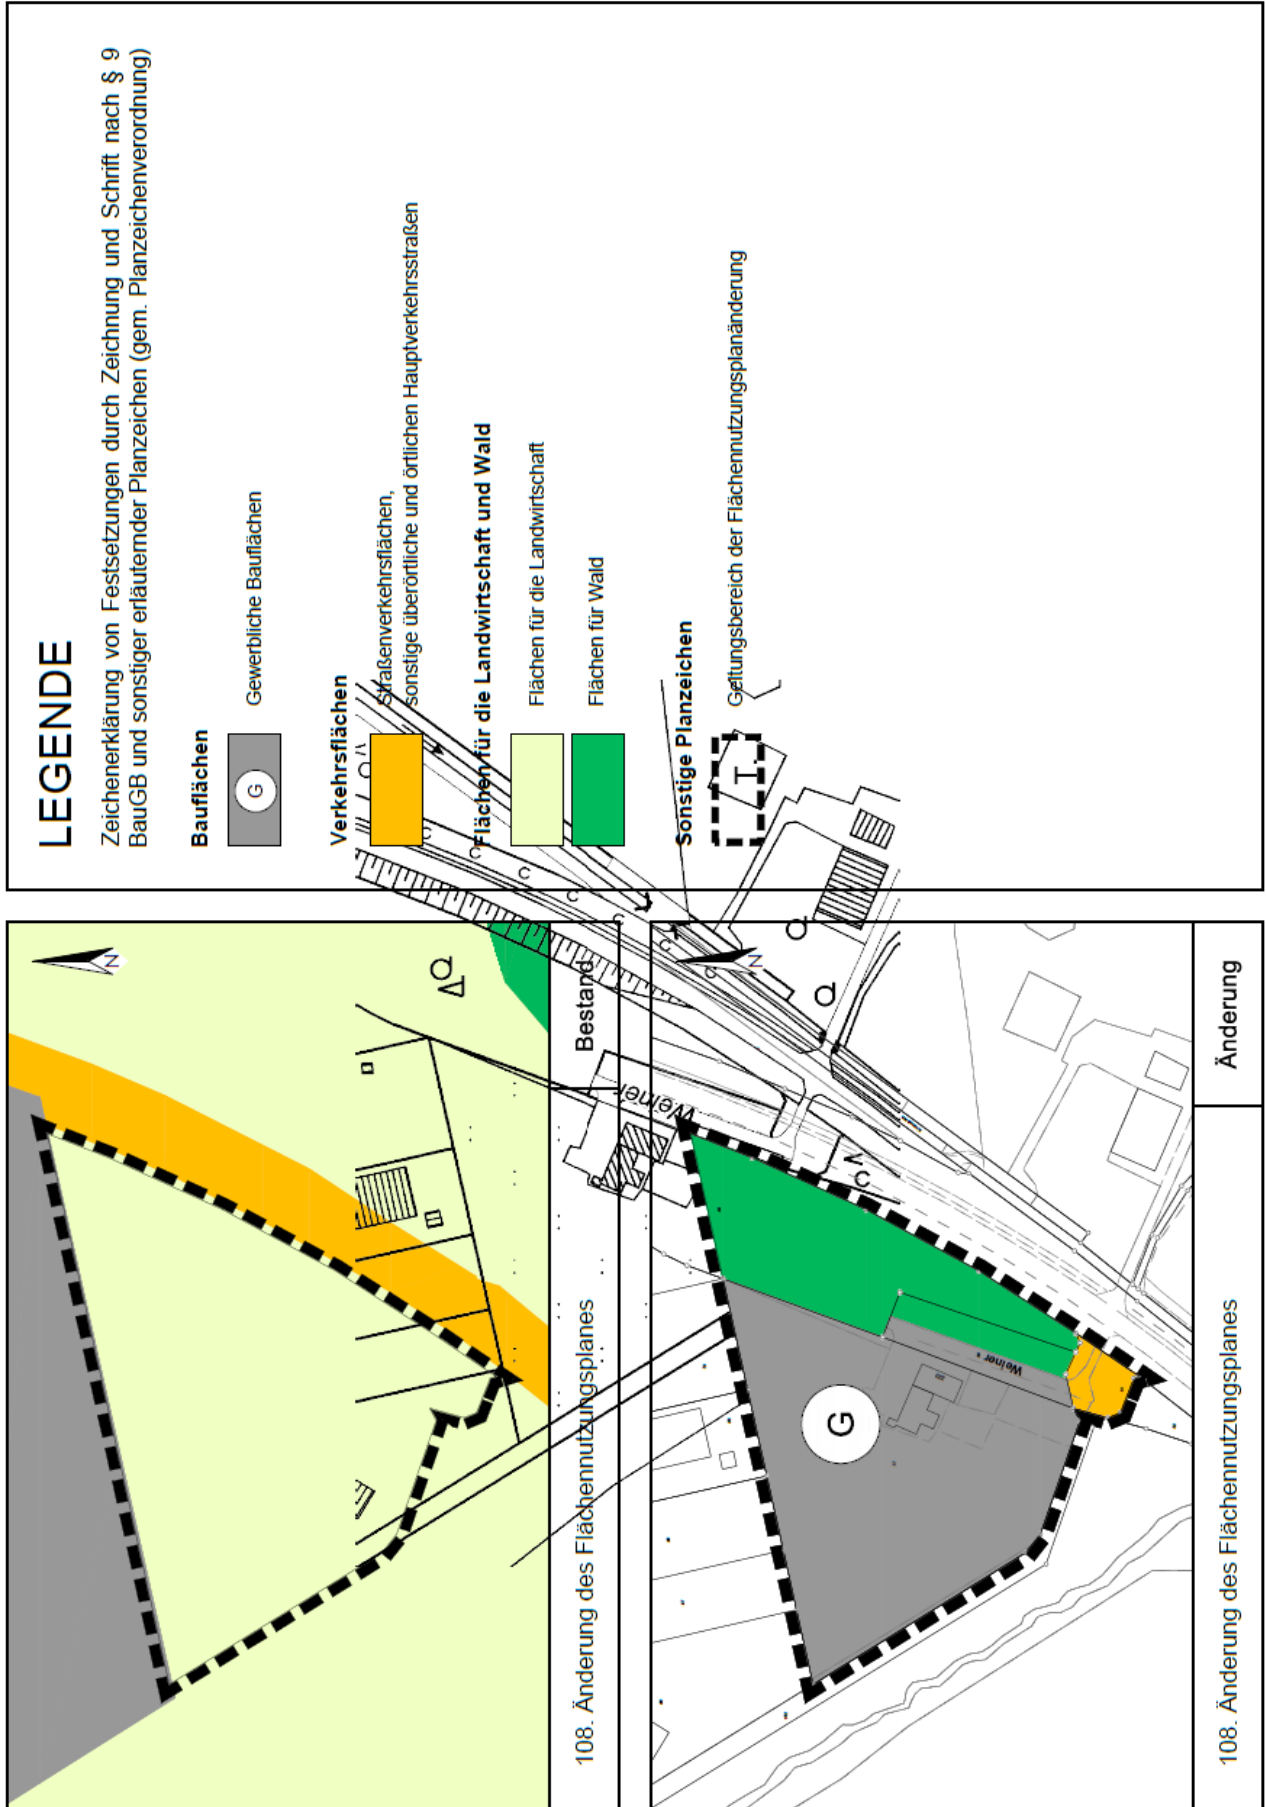 LEGENDE
Zeichenerklärung von Festsetzungen durch Zeichnung und Schrift nach § 9
BauGB und sonstiger erläuternder Planzeichen (gem. Planzeichenverordnung)
Bauflächen
G
Gewerbliche Bauflächen
Verkehrsflächen
Straßenverkehrsflächen,
sonstige überörtliche und örtlichen Hauptverkehrsstraßen
Flächen für die Landwirtschaft und Wald
Flächen für die Landwirtschaft
Flächen für Wald
Sonstige Planzeichen
Geltungsbereich der Flächennutzungsplanänderung
N
108. Änderung des Flächennutzungsplanes
Bestand
Weiner
N
G
Weiner
108. Änderung des Flächennutzungsplanes
Änderung